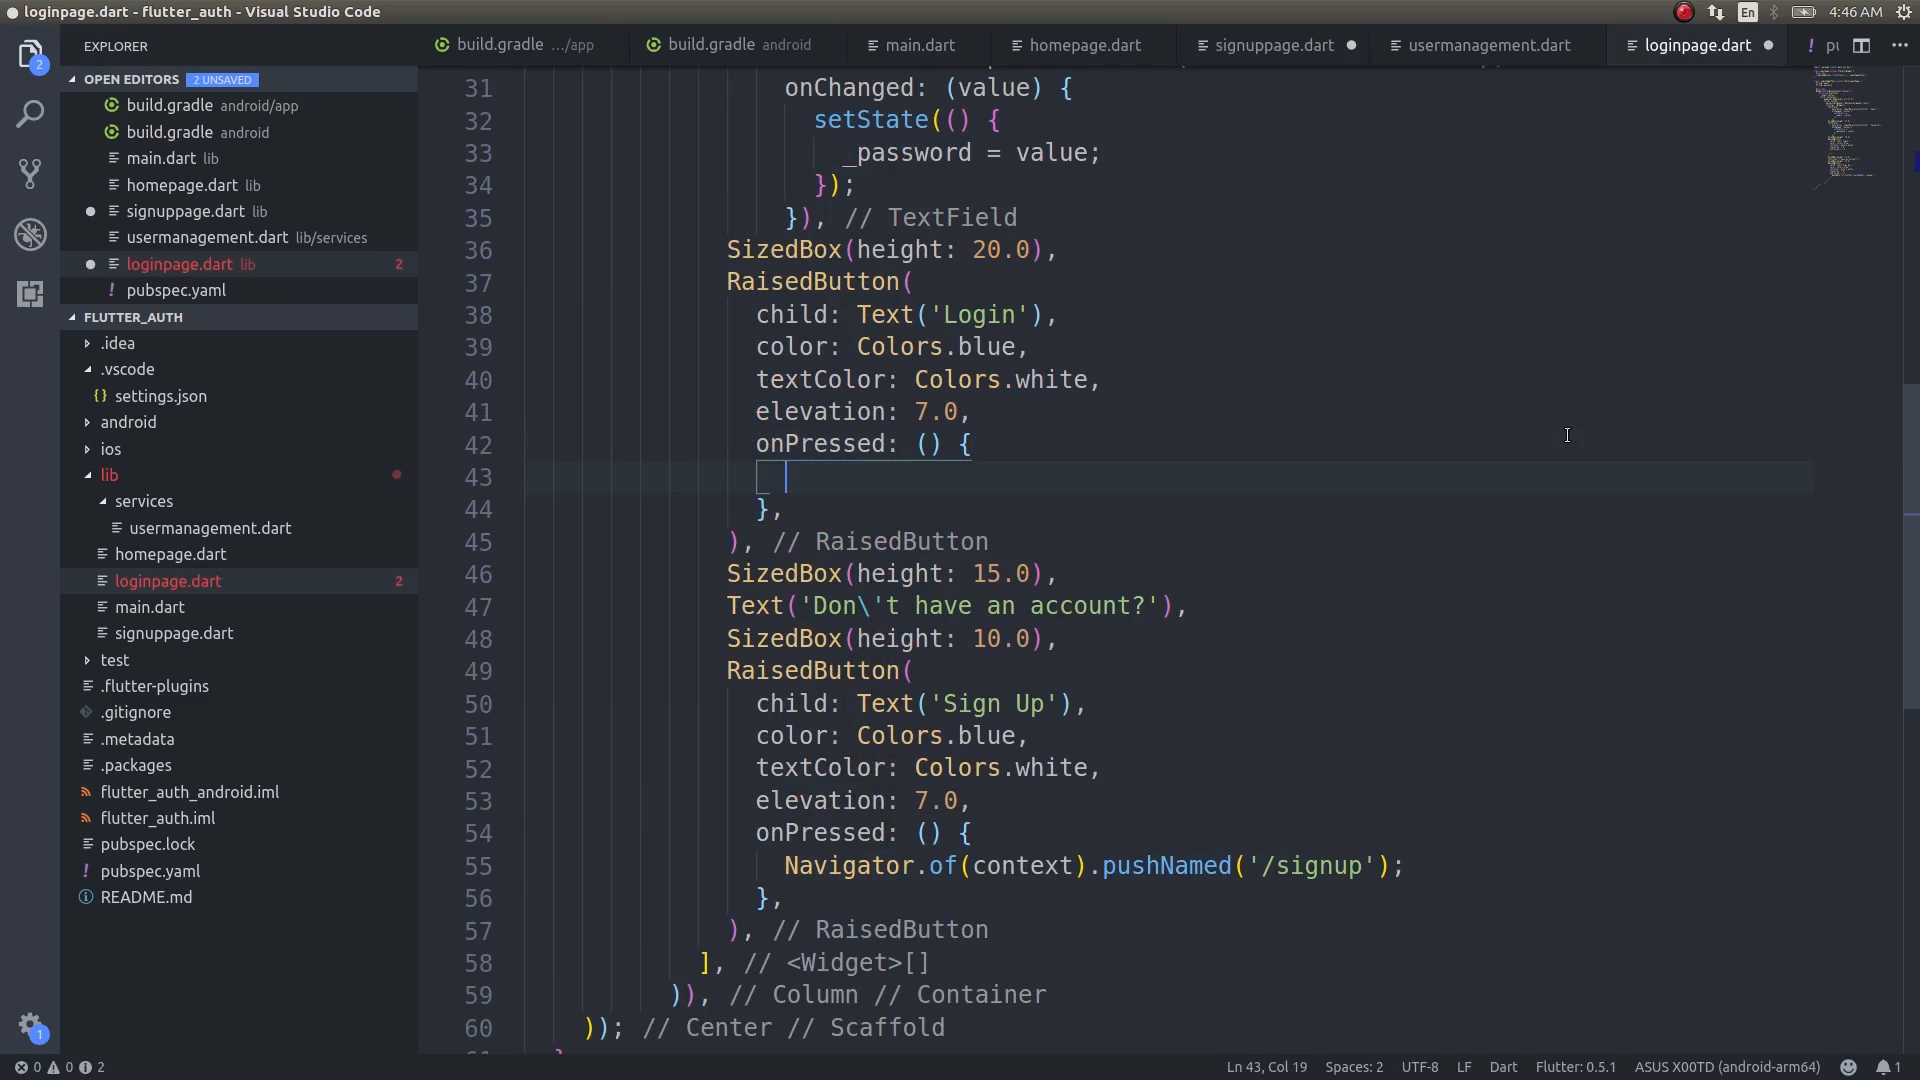 loginpage.dart - flutter_auth - Visual Studio Code
En
4:46 AM
EXPLORER
build.gradle .../app
build.gradle android
main.dart
homepage.dart
signuppage.dart
usermanagement.dart
loginpage.dart
! pu
2
OPEN EDITORS 2 UNSAVED
build.gradle android/app
build.gradle android
main.dart lib
homepage.dart lib
signuppage.dart lib
usermanagement.dart lib/services
loginpage.dart lib 2
! pubspec.yaml
FLUTTER_AUTH
.idea
.vscode
{} settings.json
android
ios
lib
services
usermanagement.dart
homepage.dart
loginpage.dart 2
main.dart
signuppage.dart
test
.flutter-plugins
.gitignore
.metadata
.packages
flutter_auth_android.iml
flutter_auth.iml
pubspec.lock
! pubspec.yaml
README.md
1
31 onChanged: (value) {
32 setState(() {
33 _password = value;
34 });
35 }), // TextField
36 SizedBox(height: 20.0),
37 RaisedButton(
38 child: Text('Login'),
39 color: Colors.blue,
40 textColor: Colors.white,
41 elevation: 7.0,
42 onPressed: () {
43
44 },
45 ), // RaisedButton
46 SizedBox(height: 15.0),
47 Text('Don\'t have an account?'),
48 SizedBox(height: 10.0),
49 RaisedButton(
50 child: Text('Sign Up'),
51 color: Colors.blue,
52 textColor: Colors.white,
53 elevation: 7.0,
54 onPressed: () {
55 Navigator.of(context).pushNamed('/signup');
56 },
57 ), // RaisedButton
58 ], // <Widget>[]
59 )), // Column // Container
60 )); // Center // Scaffold
0 0 2
Ln 43, Col 19
Spaces: 2
UTF-8
LF
Dart
Flutter: 0.5.1
ASUS X00TD (android-arm64)
1